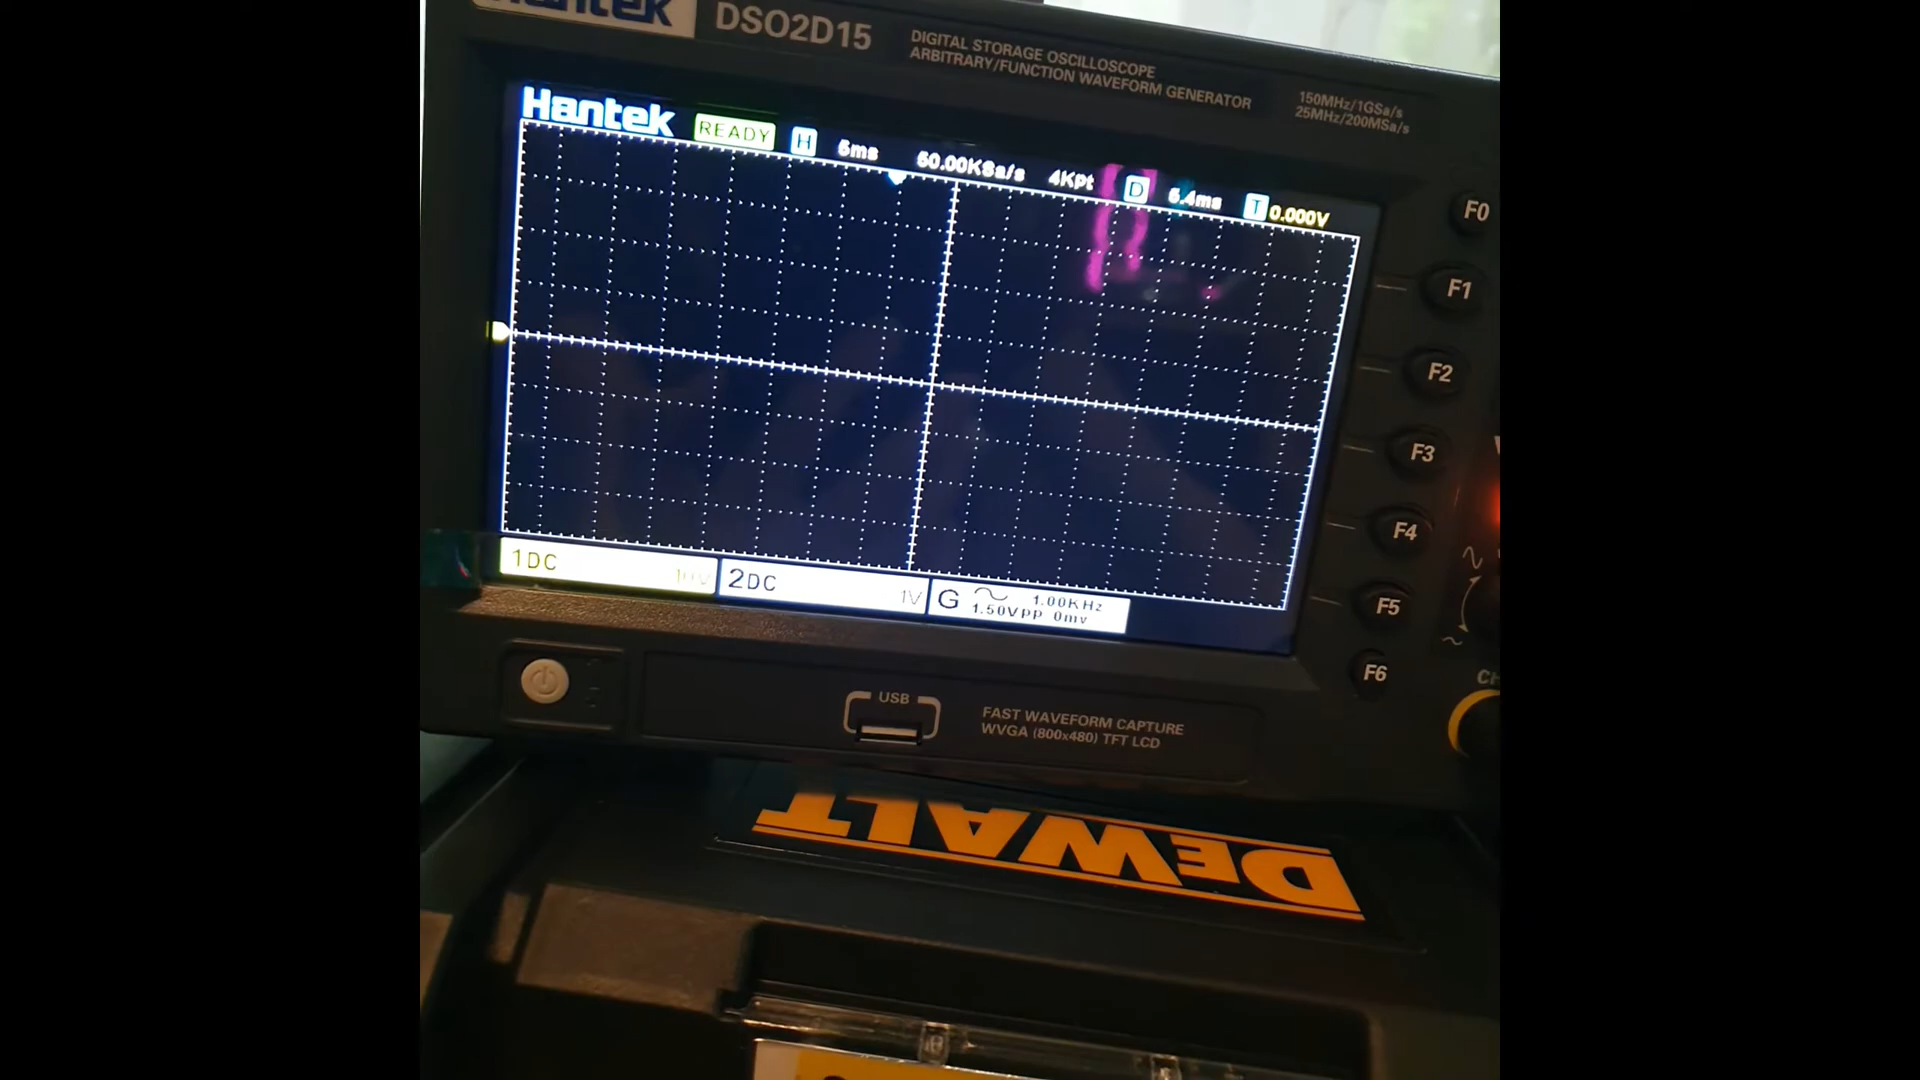 Hantek
DSO2D15
DIGITAL STORAGE OSCILLOSCOPE
ARBITRARY/FUNCTION WAVEFORM GENERATOR
150MHz/1GSa/s
25MHz/200MSa/s
Hantek READY H 5ms 50.00KSa/s 4Kpt D 5.4ms T 0.000V
F0
F1
F2
F3
F4
F5
F6
1DC
2DC 1V
G 1.00KHz
1.50VPP 0mv
USB
FAST WAVEFORM CAPTURE
WVGA (800x480) TFT LCD
DEWALT